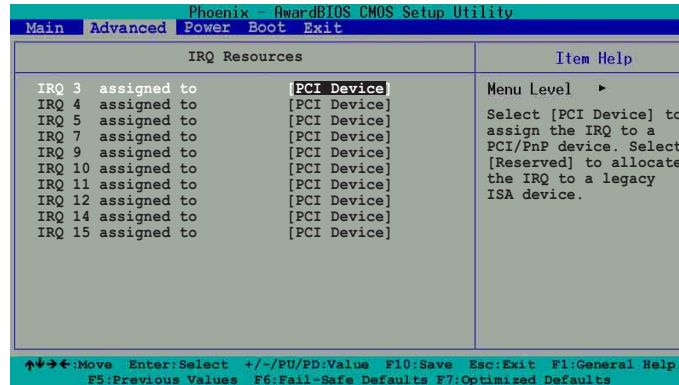 Phoenix - AwardBIOS CMOS Setup Utility
Main Advanced Power Boot Exit
IRQ Resources
IRQ 3 assigned to [PCI Device]
IRQ 4 assigned to [PCI Device]
IRQ 5 assigned to [PCI Device]
IRQ 7 assigned to [PCI Device]
IRQ 9 assigned to [PCI Device]
IRQ 10 assigned to [PCI Device]
IRQ 11 assigned to [PCI Device]
IRQ 12 assigned to [PCI Device]
IRQ 14 assigned to [PCI Device]
IRQ 15 assigned to [PCI Device]
Item Help
Menu Level ►
Select [PCI Device] to
assign the IRQ to a
PCI/PnP device. Select
[Reserved] to allocate
the IRQ to a legacy
ISA device.
↑↓→←:Move Enter:Select +/-/PU/PD:Value F10:Save Esc:Exit F1:General Help
F5:Previous Values F6:Fail-Safe Defaults F7:Optimized Defaults